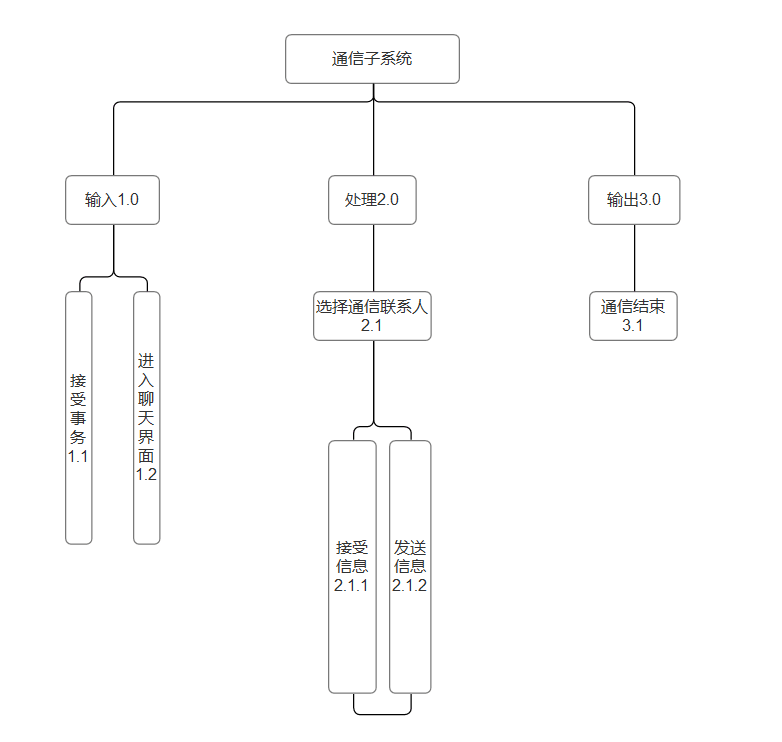 通信子系统
输入1.0
处理2.0
输出3.0
接
受
事
务
1.1
进
入
聊
天
界
面
1.2
选择通信联系人
2.1
通信结束
3.1
接受
信息
2.1.1
发送
信息
2.1.2